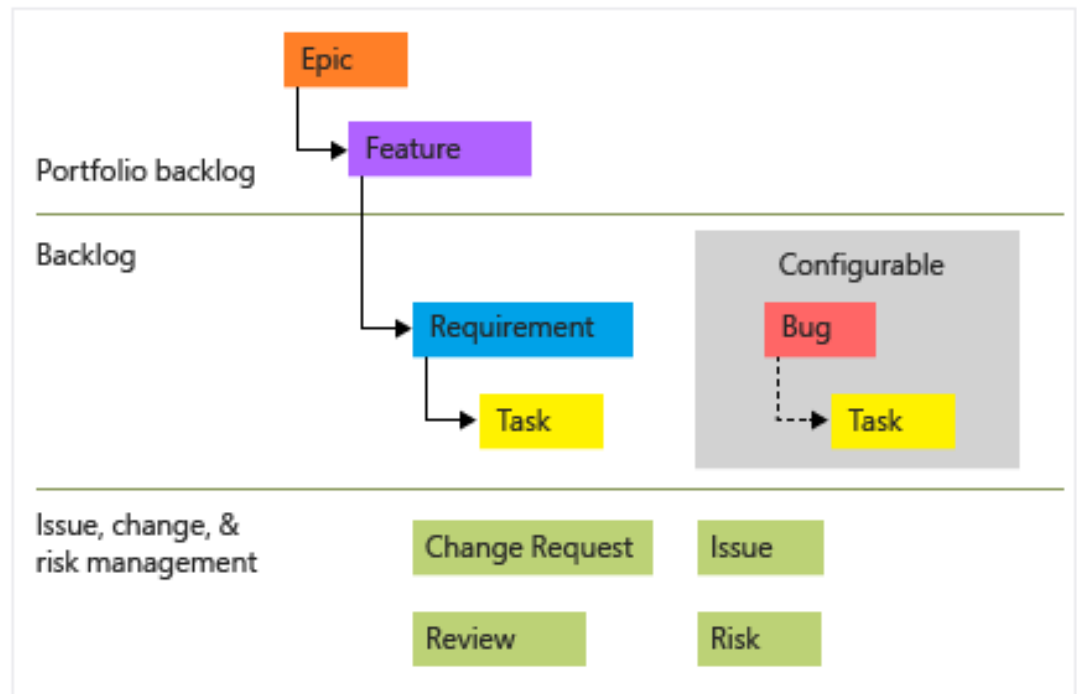 Epic
Feature
Portfolio backlog
Backlog
Configurable
Requirement
Bug
Task
Task
Issue, change, &
risk management
Change Request
Issue
Review
Risk